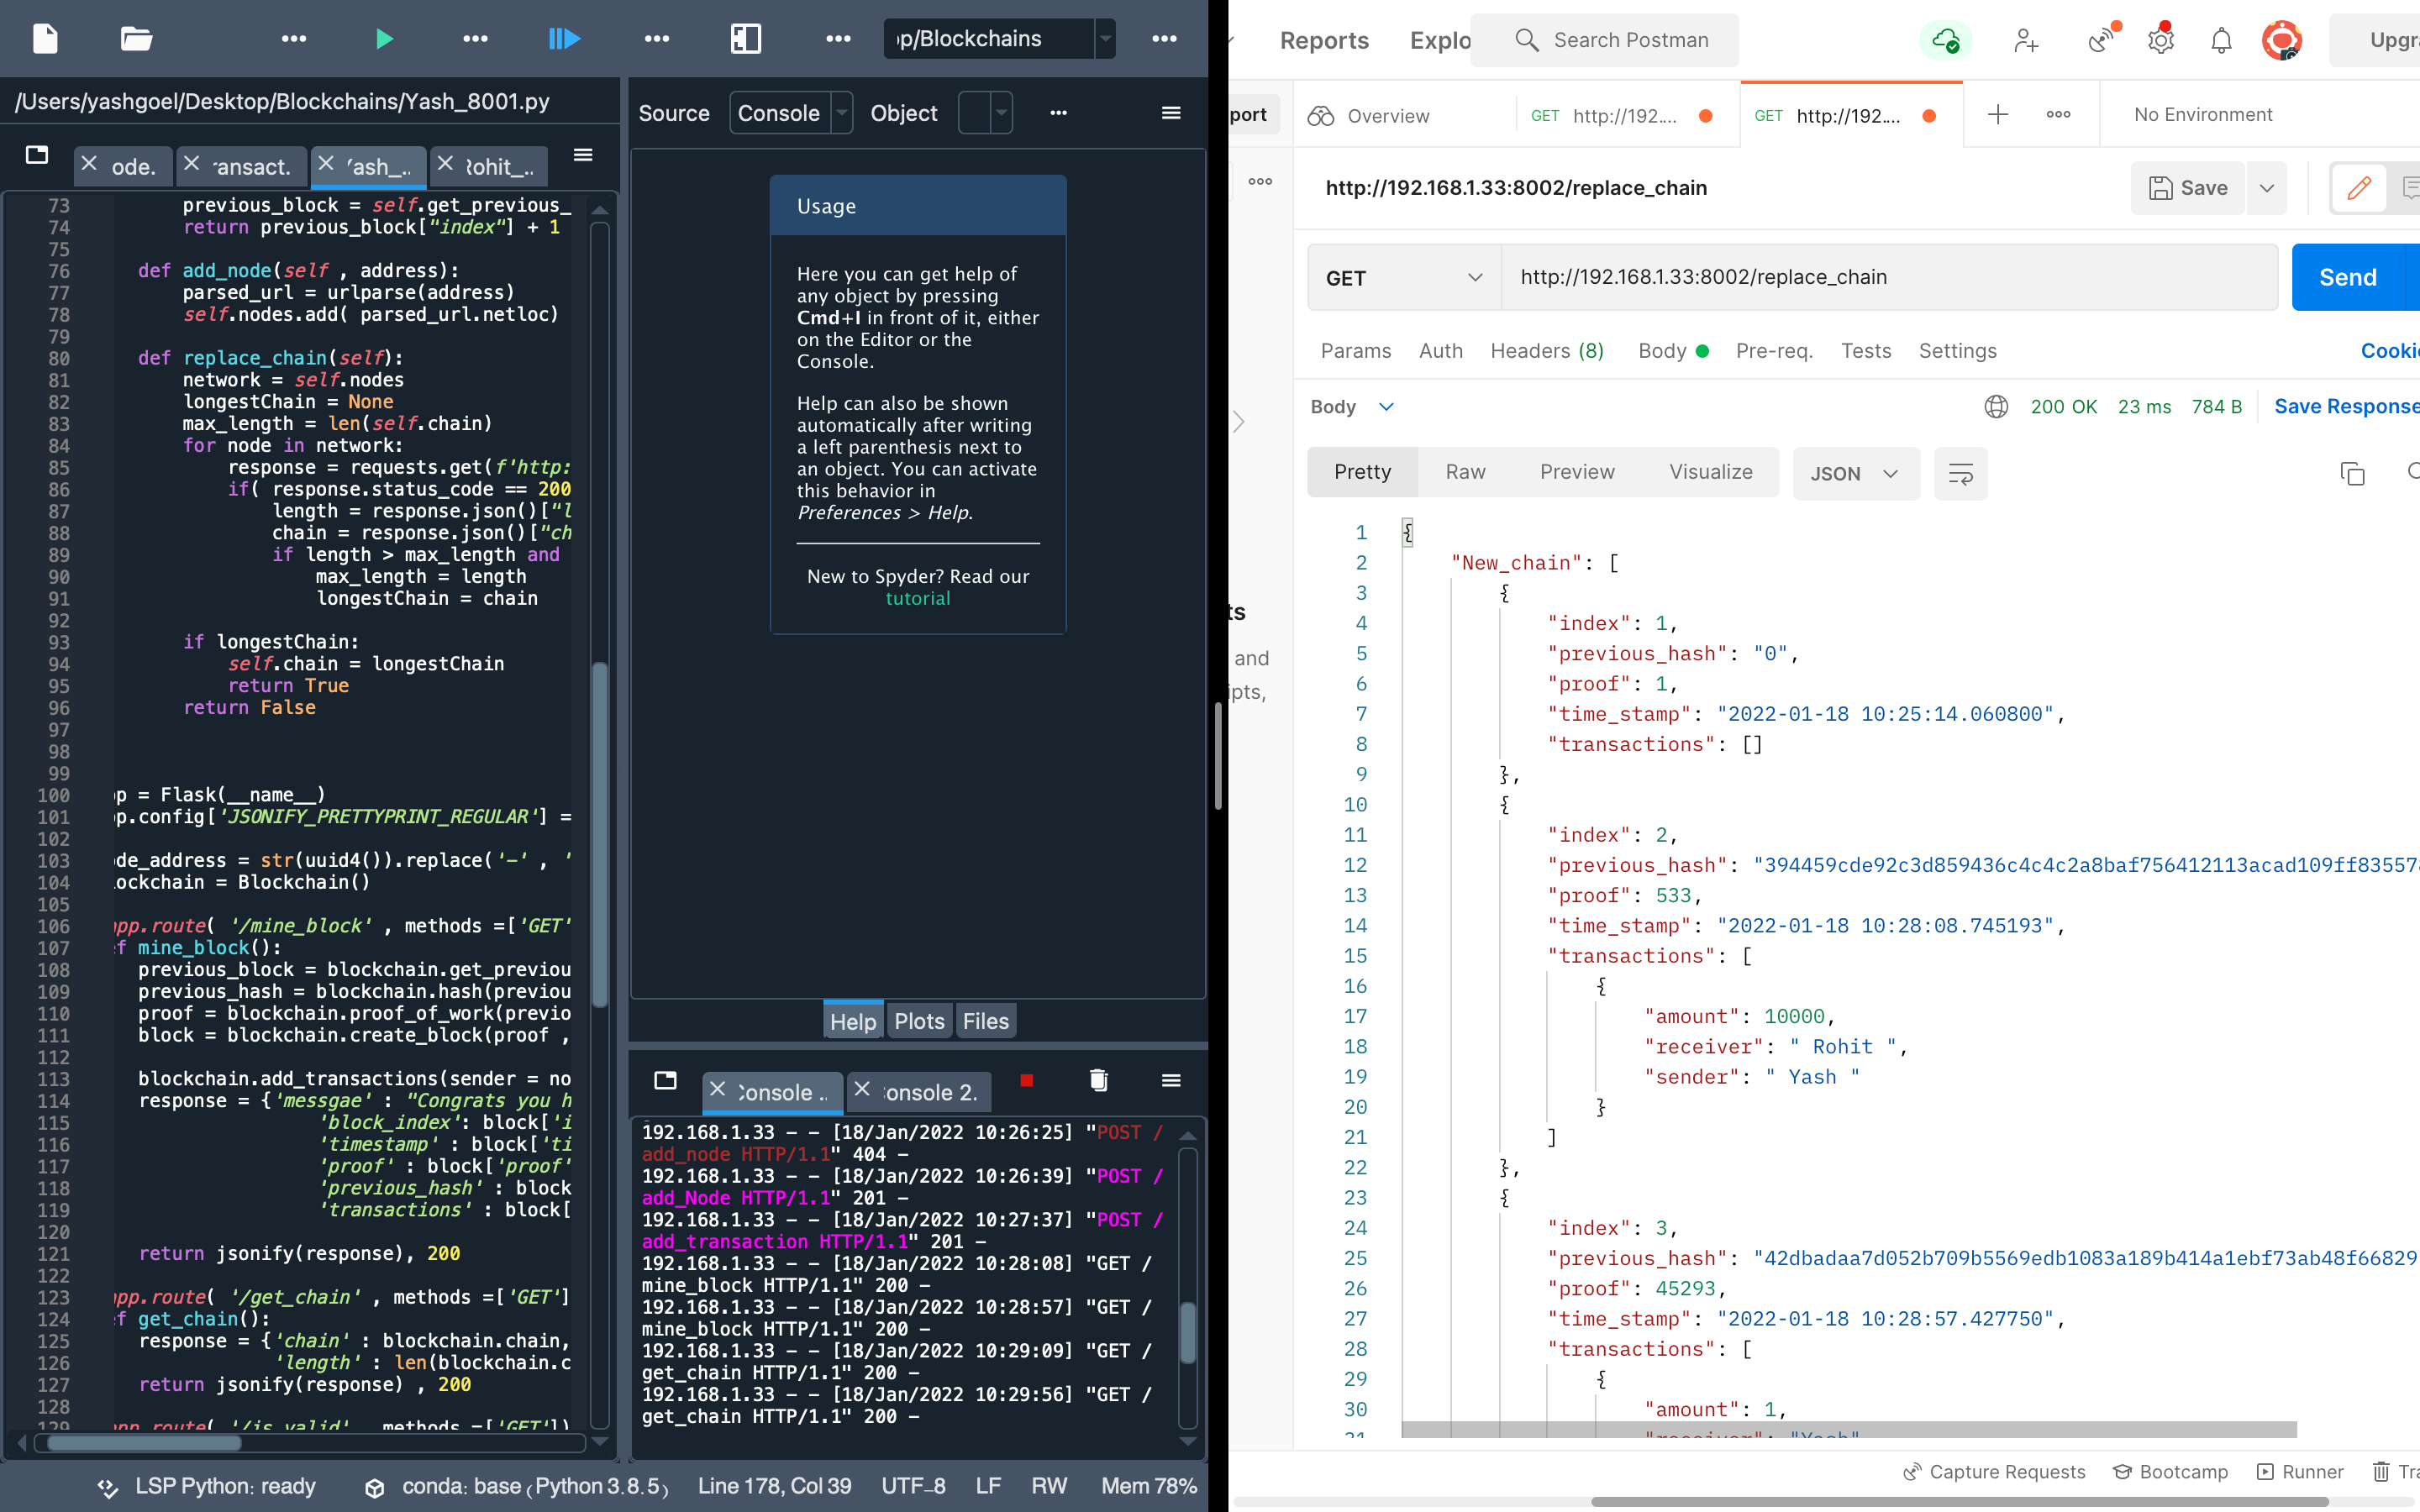 p/Blockchains
/Users/yashgoel/Desktop/Blockchains/Yash_8001.py
ode.
ransact.
ash_..
Rohit_..
73 previous_block = self.get_previous_
74 return previous_block["index"] + 1
75
76 def add_node(self , address):
77 parsed_url = urlparse(address)
78 self.nodes.add( parsed_url.netloc)
79
80 def replace_chain(self):
81 network = self.nodes
82 longestChain = None
83 max_length = len(self.chain)
84 for node in network:
85 response = requests.get(f'http:
86 if( response.status_code == 200
87 length = response.json()["l
88 chain = response.json()["ch
89 if length > max_length and
90 max_length = length
91 longestChain = chain
92
93 if longestChain:
94 self.chain = longestChain
95 return True
96 return False
97
98
99
100 pp = Flask(__name__)
101 pp.config['JSONIFY_PRETTYPRINT_REGULAR'] =
102
103 de_address = str(uuid4()).replace('-' , '
104 ockchain = Blockchain()
105
106 pp.route( '/mine_block' , methods =['GET'
107 f mine_block():
108 previous_block = blockchain.get_previou
109 previous_hash = blockchain.hash(previou
110 proof = blockchain.proof_of_work(previo
111 block = blockchain.create_block(proof ,
112
113 blockchain.add_transactions(sender = no
114 response = {'messgae' : "Congrats you h
115 'block_index': block['i
116 'timestamp' : block['ti
117 'proof' : block['proof'
118 'previous_hash' : block
119 'transactions' : block[
120
121 return jsonify(response), 200
122
123 pp.route( '/get_chain' , methods =['GET']
124 f get_chain():
125 response = {'chain' : blockchain.chain,
126 'length' : len(blockchain.c
127 return jsonify(response) , 200
128
129 pp.route( '/is_valid' , methods =['GET'])
Source Console Object
Usage
Here you can get help of
any object by pressing
Cmd+I in front of it, either
on the Editor or the
Console.
Help can also be shown
automatically after writing
a left parenthesis next to
an object. You can activate
this behavior in
Preferences > Help.
New to Spyder? Read our
tutorial
Help Plots Files
Console .. onsole 2.
192.168.1.33 - - [18/Jan/2022 10:26:25] "POST /
add_node HTTP/1.1" 404 -
192.168.1.33 - - [18/Jan/2022 10:26:39] "POST /
add_Node HTTP/1.1" 201 -
192.168.1.33 - - [18/Jan/2022 10:27:37] "POST /
add_transaction HTTP/1.1" 201 -
192.168.1.33 - - [18/Jan/2022 10:28:08] "GET /
mine_block HTTP/1.1" 200 -
192.168.1.33 - - [18/Jan/2022 10:28:57] "GET /
mine_block HTTP/1.1" 200 -
192.168.1.33 - - [18/Jan/2022 10:29:09] "GET /
get_chain HTTP/1.1" 200 -
192.168.1.33 - - [18/Jan/2022 10:29:56] "GET /
get_chain HTTP/1.1" 200 -
LSP Python: ready conda: base (Python 3.8.5) Line 178, Col 39 UTF-8 LF RW Mem 78%
Reports Explo Search Postman Upgr
port Overview GET http://192.... GET http://192.... No Environment
http://192.168.1.33:8002/replace_chain Save
GET http://192.168.1.33:8002/replace_chain Send
Params Auth Headers (8) Body Pre-req. Tests Settings Cooki
Body 200 OK 23 ms 784 B Save Response
Pretty Raw Preview Visualize JSON
ts
and
ipts,
1 {
2 "New_chain": [
3 {
4 "index": 1,
5 "previous_hash": "0",
6 "proof": 1,
7 "time_stamp": "2022-01-18 10:25:14.060800",
8 "transactions": []
9 },
10 {
11 "index": 2,
12 "previous_hash": "394459cde92c3d859436c4c4c2a8baf756412113acad109ff83557
13 "proof": 533,
14 "time_stamp": "2022-01-18 10:28:08.745193",
15 "transactions": [
16 {
17 "amount": 10000,
18 "receiver": " Rohit ",
19 "sender": " Yash "
20 }
21 ]
22 },
23 {
24 "index": 3,
25 "previous_hash": "42dbadaa7d052b709b5569edb1083a189b414a1ebf73ab48f66829
26 "proof": 45293,
27 "time_stamp": "2022-01-18 10:28:57.427750",
28 "transactions": [
29 {
30 "amount": 1,
31 "receiver": "Yash"
Capture Requests Bootcamp Runner Tra